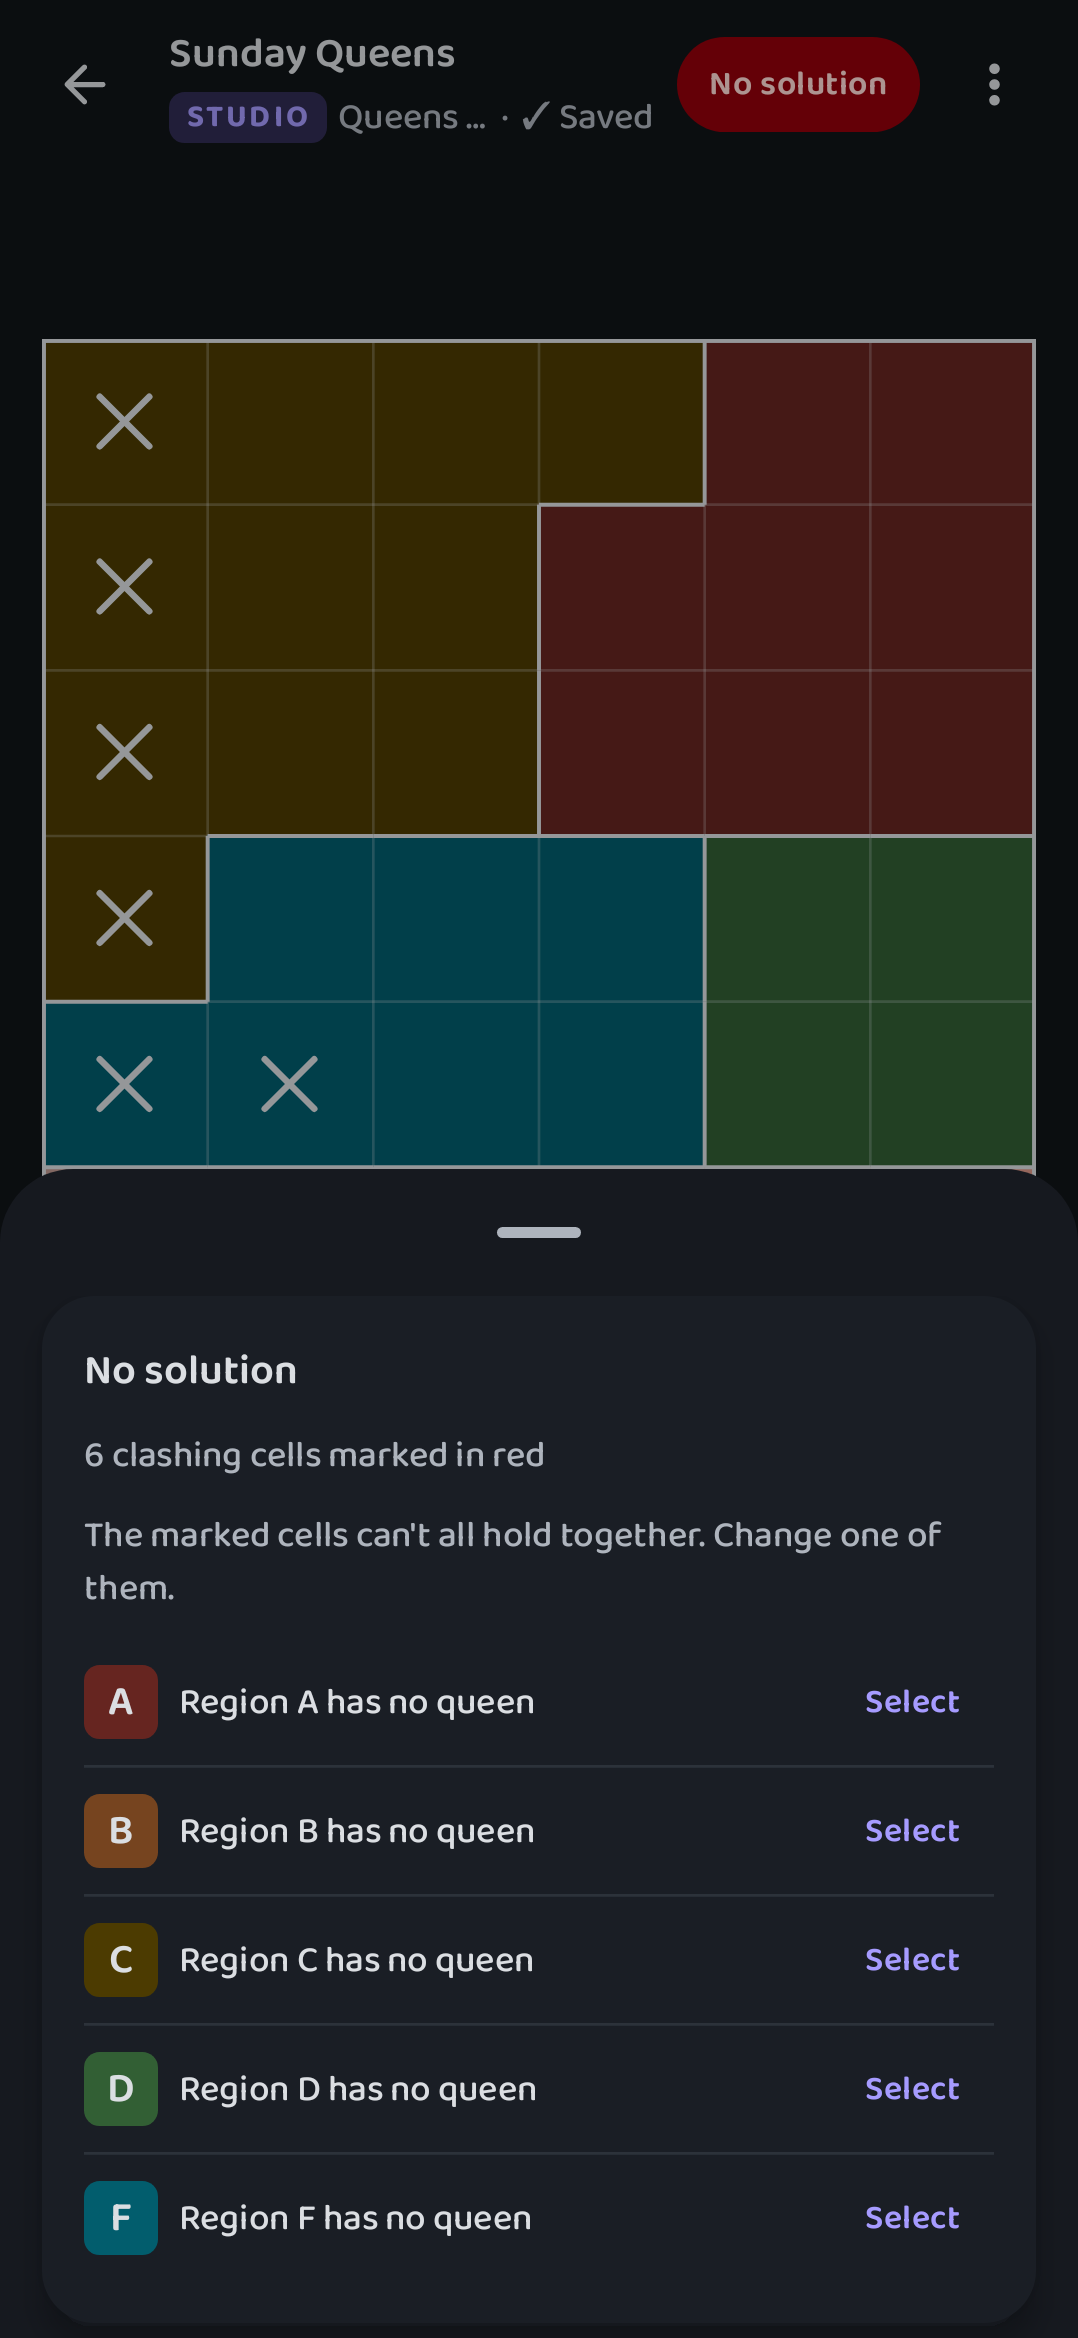 Sunday Queens
No solution
STUDIO Queens ... · ✓ Saved
No solution
6 clashing cells marked in red
The marked cells can't all hold together. Change one of
them.
A Region A has no queen Select
B Region B has no queen Select
C Region C has no queen Select
D Region D has no queen Select
F Region F has no queen Select